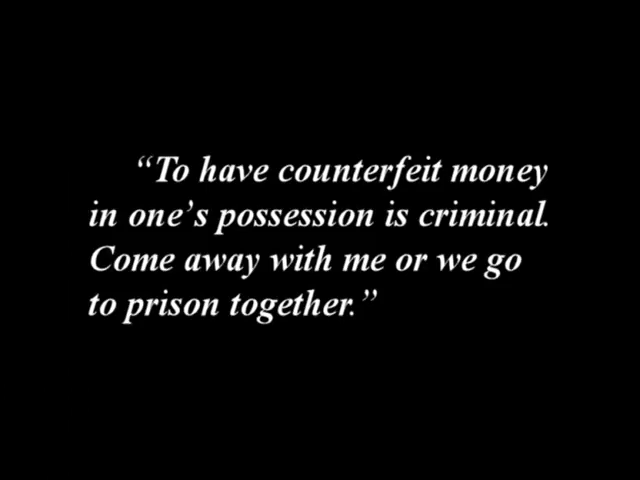 “To have counterfeit money
in one’s possession is criminal.
Come away with me or we go
to prison together.”